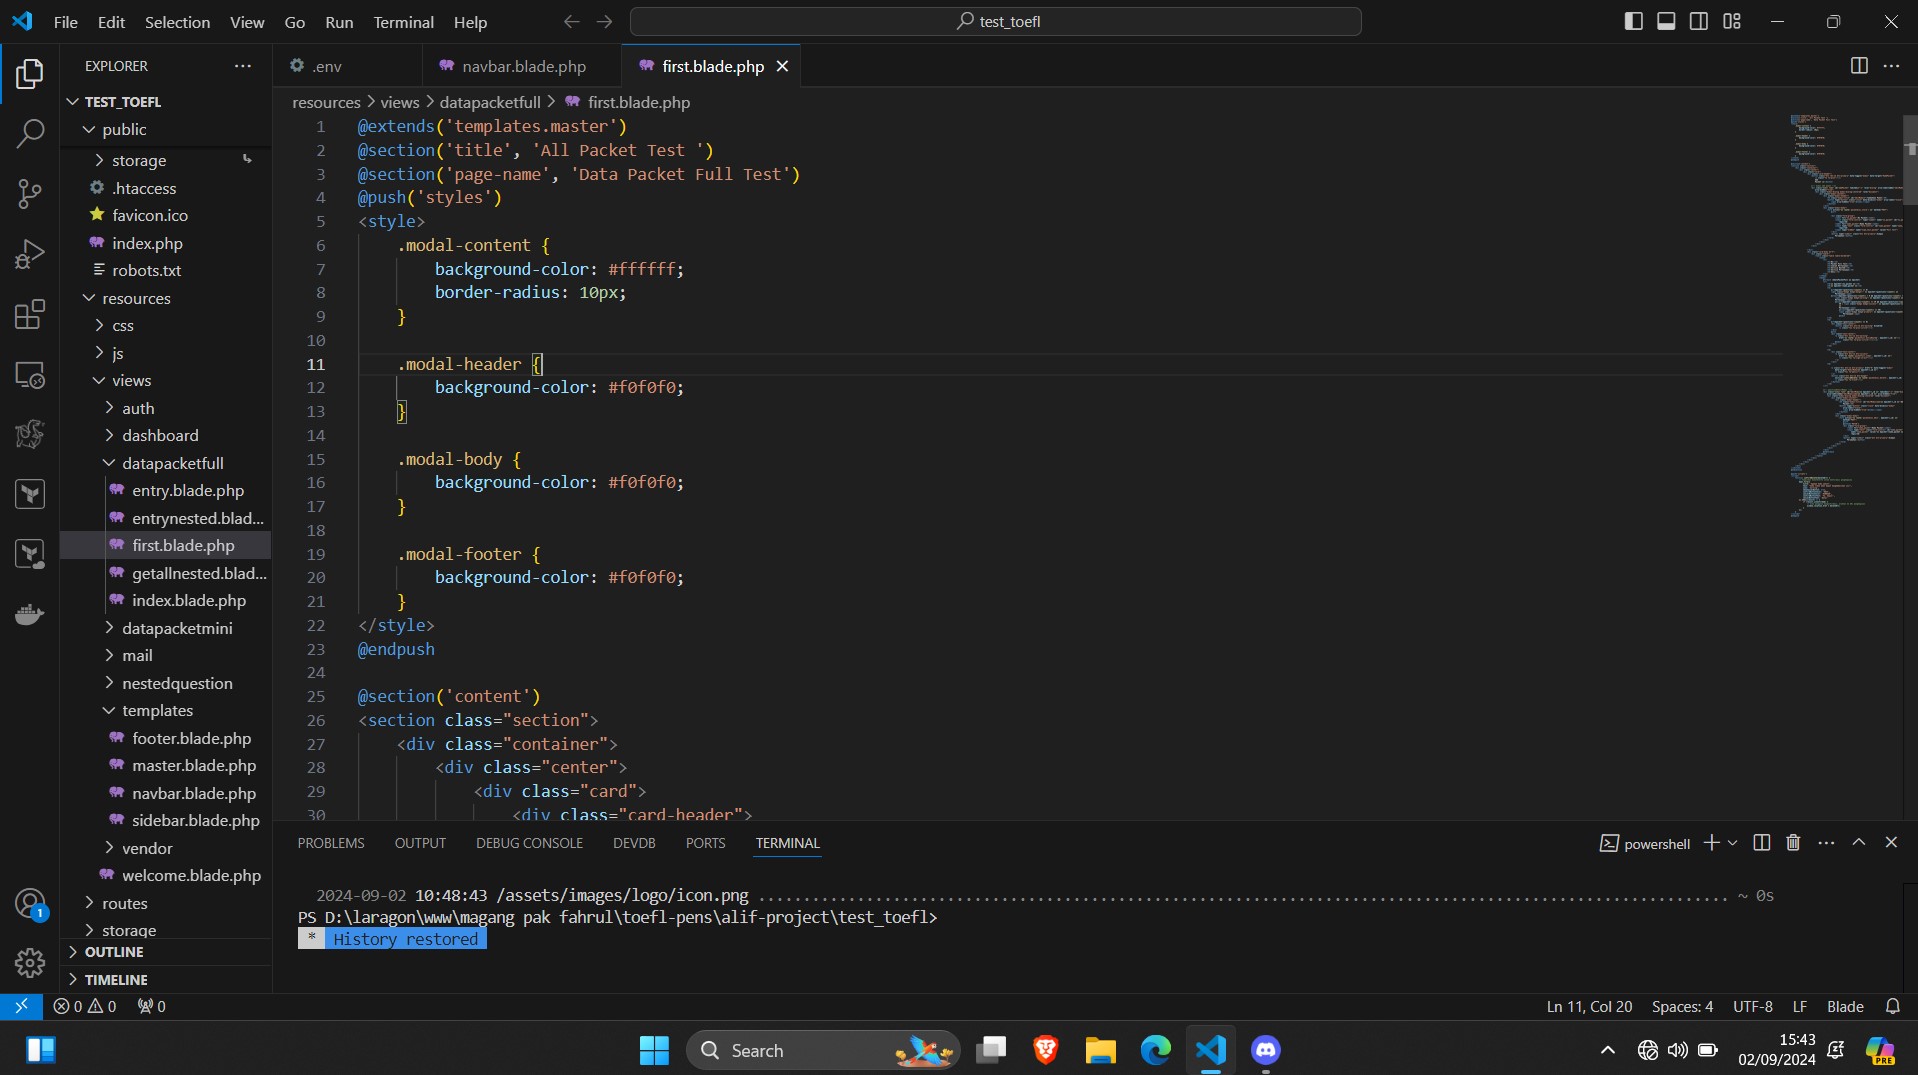 File Edit Selection View Go Run Terminal Help
test_toefl
EXPLORER
TEST_TOEFL
public
storage
.htaccess
favicon.ico
index.php
robots.txt
resources
css
js
views
auth
dashboard
datapacketfull
entry.blade.php
entrynested.blad...
first.blade.php
getallnested.blad...
index.blade.php
datapacketmini
mail
nestedquestion
templates
footer.blade.php
master.blade.php
navbar.blade.php
sidebar.blade.php
vendor
welcome.blade.php
routes
storage
OUTLINE
TIMELINE
.env
navbar.blade.php
first.blade.php
resources > views > datapacketfull > first.blade.php
1 @extends('templates.master')
2 @section('title', 'All Packet Test ')
3 @section('page-name', 'Data Packet Full Test')
4 @push('styles')
5 <style>
6 .modal-content {
7 background-color: #ffffff;
8 border-radius: 10px;
9 }
10
11 .modal-header {
12 background-color: #f0f0f0;
13 }
14
15 .modal-body {
16 background-color: #f0f0f0;
17 }
18
19 .modal-footer {
20 background-color: #f0f0f0;
21 }
22 </style>
23 @endpush
24
25 @section('content')
26 <section class="section">
27 <div class="container">
28 <div class="center">
29 <div class="card">
30 <div class="card-header">
PROBLEMS OUTPUT DEBUG CONSOLE DEVDB PORTS TERMINAL
powershell
2024-09-02 10:48:43 /assets/images/logo/icon.png ........................................ ~ 0s
PS D:\laragon\www\magang pak fahrul\toefl-pens\alif-project\test_toefl>
* History restored
1
0 0 0
Ln 11, Col 20 Spaces: 4 UTF-8 LF Blade
Search
15:43
02/09/2024
PRE